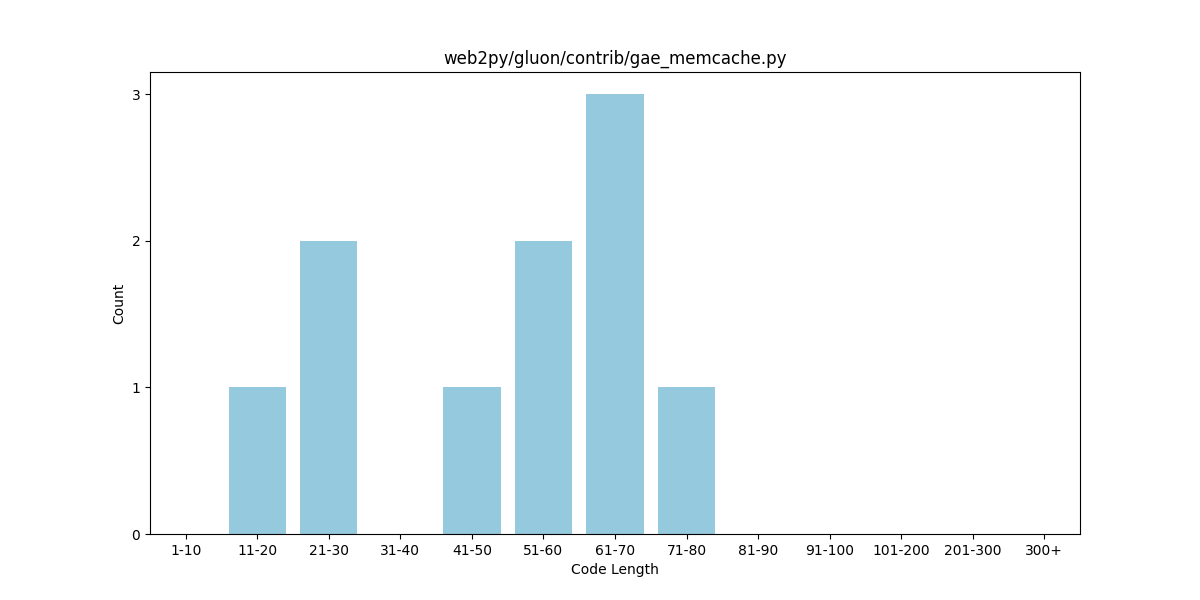 web2py/gluon/contrib/gae_memcache.py
3
2
1
0
Count
1-10 11-20 21-30 31-40 41-50 51-60 61-70 71-80 81-90 91-100 101-200 201-300 300+
Code Length